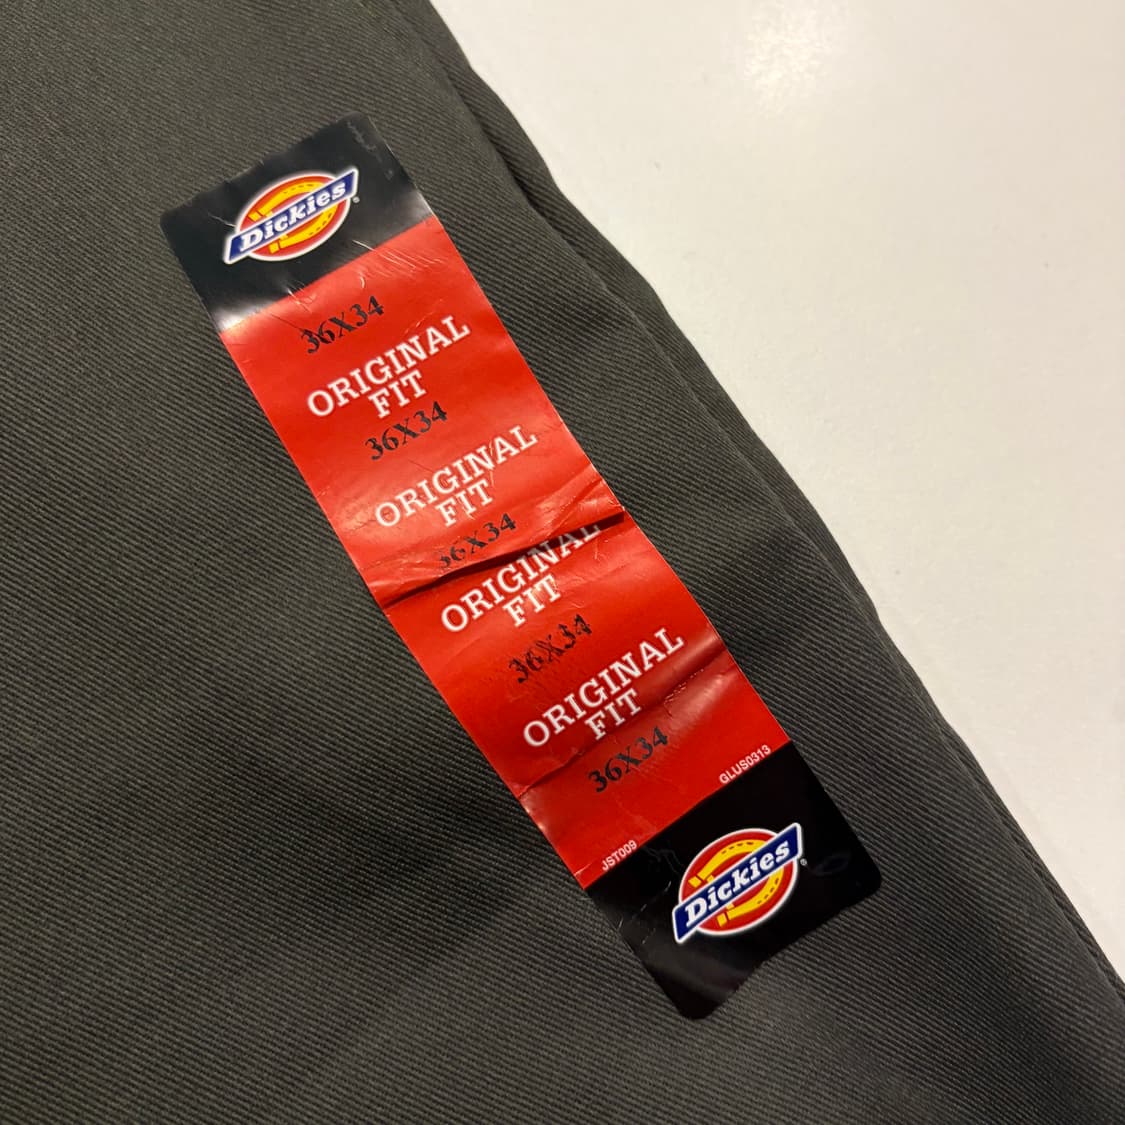 Dickies
36X34
ORIGINAL
FIT
36X34
ORIGINAL
FIT
36X34
ORIGINAL
FIT
36X34
ORIGINAL
FIT
36X34
GLUS0313
JST009
Dickies